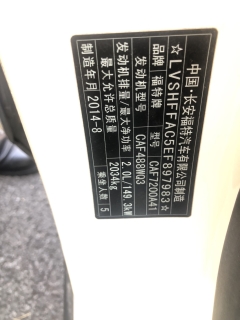 中国·长安福特汽车有限公司制造
☆LVSHFFAC5EF897983☆
品牌 福特牌 型号 CAF7200A41
发动机型号 CAF488WQ3
发动机排量/最大净功率 2.0L/149.3kW
最大允许总质量 2034kg
制造年月 2014-8 乘坐人数 5